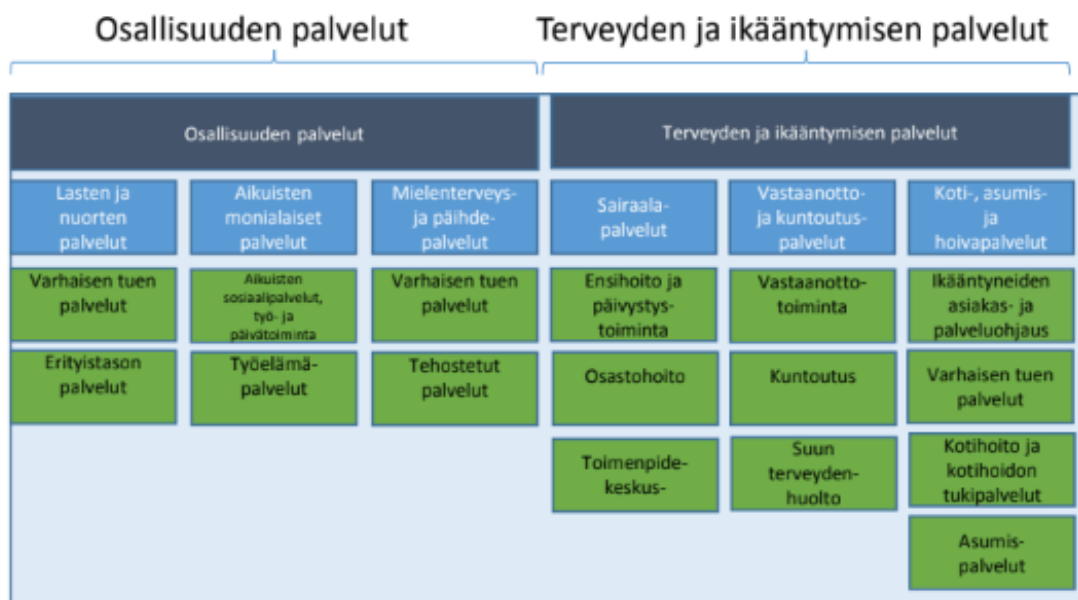 Osallisuuden palvelut
Terveyden ja ikääntymisen palvelut
Osallisuuden palvelut
Terveyden ja ikääntymisen palvelut
Lasten ja
nuorten
palvelut
Aikuisten
monialaiset
palvelut
Mielenterveys-
ja päihde-
palvelut
Sairaala-
palvelut
Vastaanotto-
ja kuntoutus-
palvelut
Koti-, asumis-
ja
hoivapalvelut
Varhaisen tuen
palvelut
Aikuisten
sosiaalipalvelut,
työ- ja
päivätoiminta
Varhaisen tuen
palvelut
Ensihoito ja
päivystys-
toiminta
Vastaanotto-
toiminta
Ikääntyneiden
asiakas- ja
palveluohjaus
Erityistason
palvelut
Työelämä-
palvelut
Tehostetut
palvelut
Osastohoito
Kuntoutus
Varhaisen tuen
palvelut
Toimenpide-
keskus-
Suun
terveyden-
huolto
Kotihoito ja
kotihoidon
tukipalvelut
Asumis-
palvelut